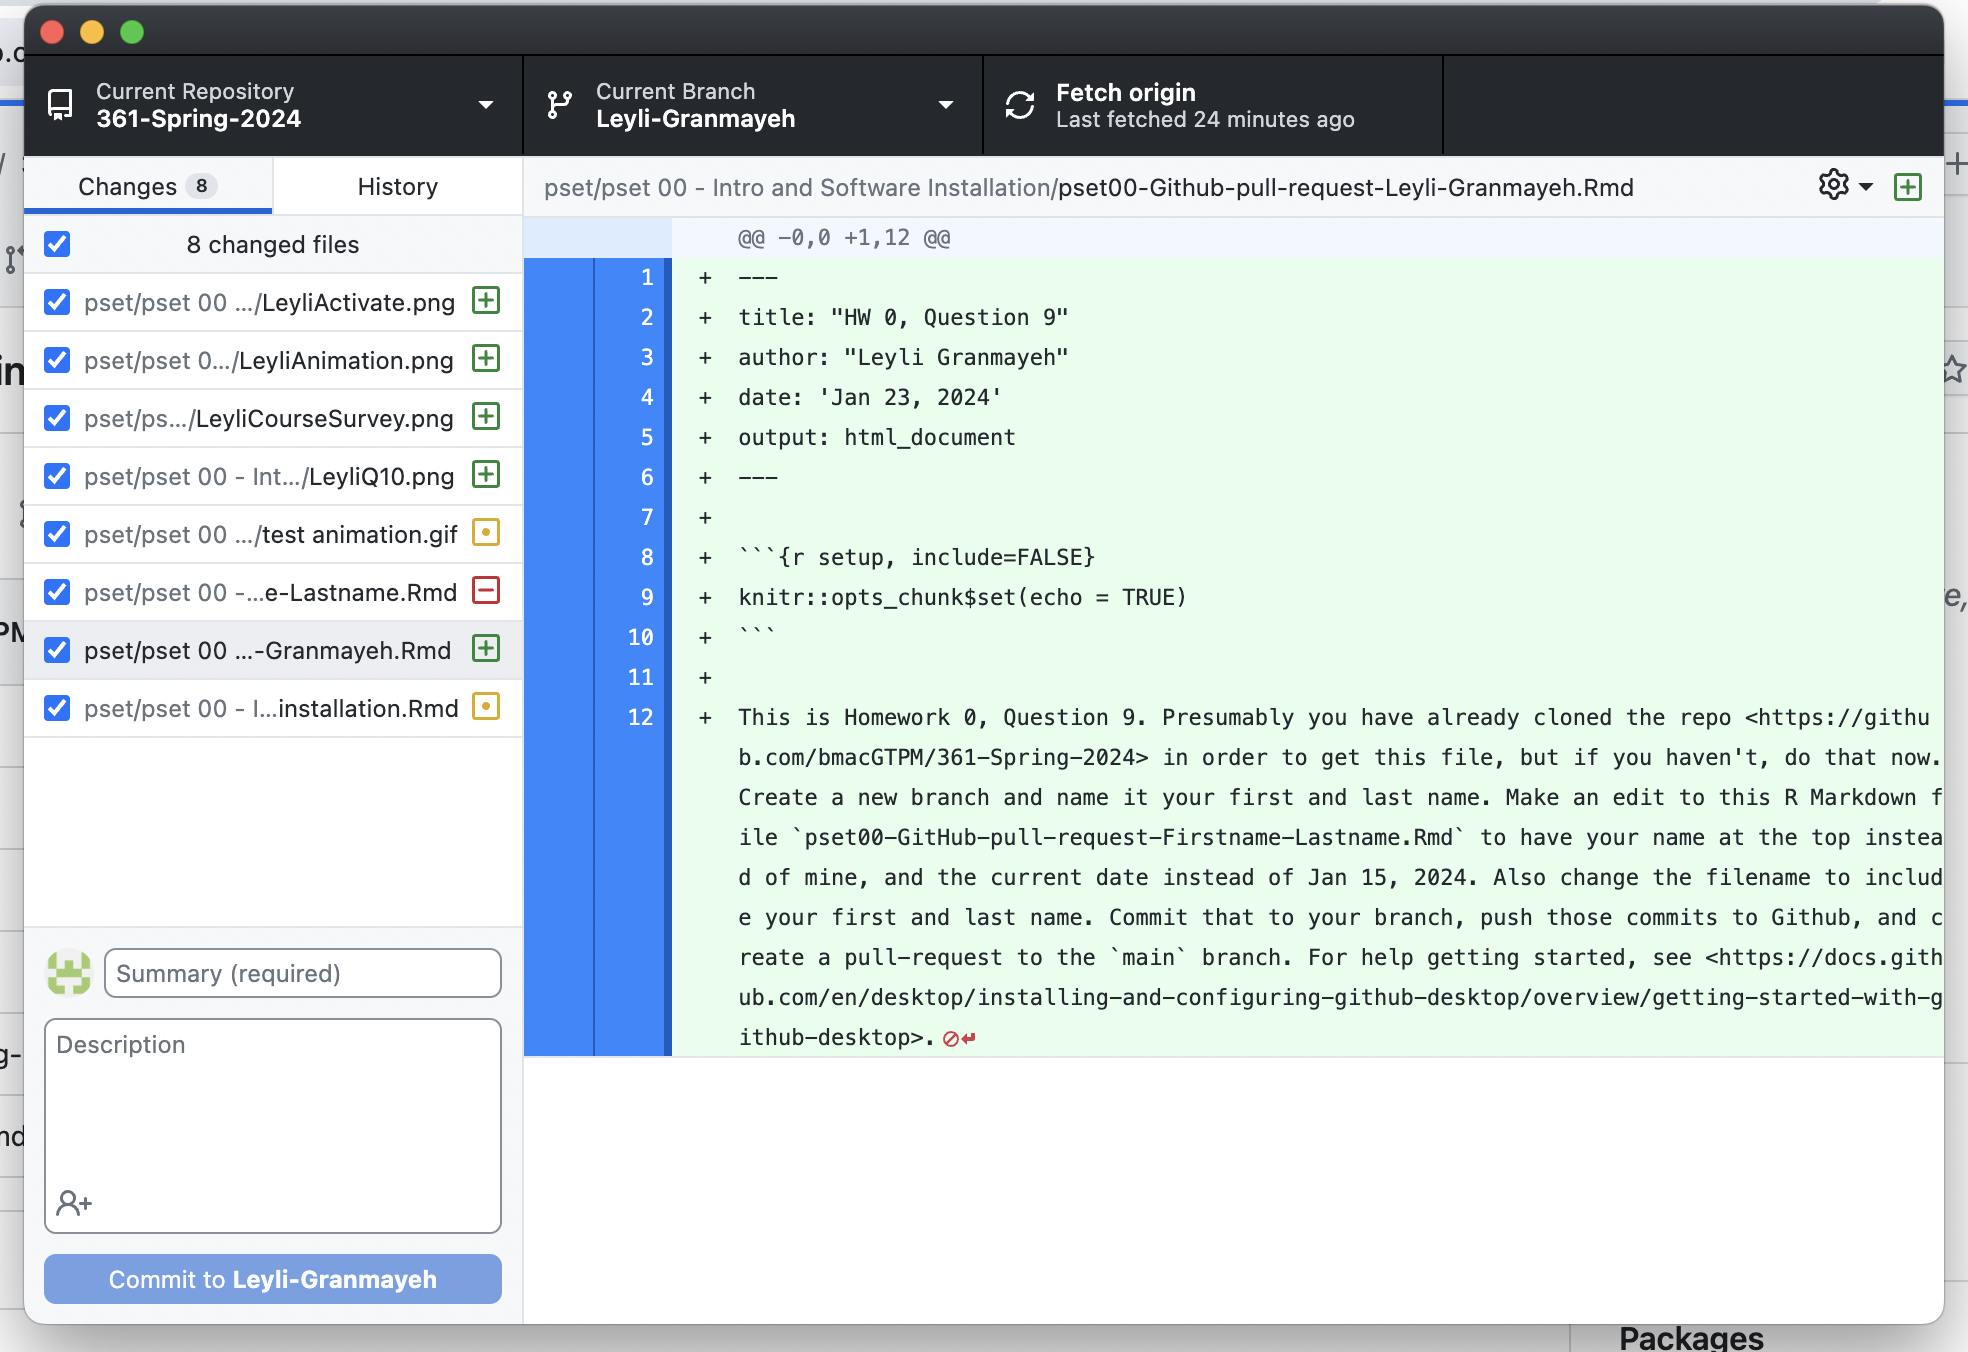 Current Repository
361-Spring-2024
Current Branch
Leyli-Granmayeh
Fetch origin
Last fetched 24 minutes ago
Changes 8
History
pset/pset 00 - Intro and Software Installation/pset00-Github-pull-request-Leyli-Granmayeh.Rmd
8 changed files
pset/pset 00 .../LeyliActivate.png
pset/pset 0.../LeyliAnimation.png
pset/ps.../LeyliCourseSurvey.png
pset/pset 00 - Int.../LeyliQ10.png
pset/pset 00 .../test animation.gif
pset/pset 00 -...e-Lastname.Rmd
pset/pset 00 ...-Granmayeh.Rmd
pset/pset 00 - I...installation.Rmd
Summary (required)
Description
Commit to Leyli-Granmayeh
@@ -0,0 +1,12 @@
1 + ---
2 + title: "HW 0, Question 9"
3 + author: "Leyli Granmayeh"
4 + date: 'Jan 23, 2024'
5 + output: html_document
6 + ---
7 +
8 + ```{r setup, include=FALSE}
9 + knitr::opts_chunk$set(echo = TRUE)
10 + ```
11 +
12 + This is Homework 0, Question 9. Presumably you have already cloned the repo <https://githu
b.com/bmacGTPM/361-Spring-2024> in order to get this file, but if you haven't, do that now.
Create a new branch and name it your first and last name. Make an edit to this R Markdown f
ile `pset00-GitHub-pull-request-Firstname-Lastname.Rmd` to have your name at the top instea
d of mine, and the current date instead of Jan 15, 2024. Also change the filename to includ
e your first and last name. Commit that to your branch, push those commits to Github, and c
reate a pull-request to the `main` branch. For help getting started, see <https://docs.gith
ub.com/en/desktop/installing-and-configuring-github-desktop/overview/getting-started-with-g
ithub-desktop>.
Packages